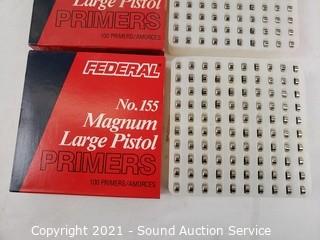 Large Pistol
PRIMERS
100 PRIMERS/AMORCES
FEDERAL
No. 155
Magnum
Large Pistol
PRIMERS
100 PRIMERS/AMORCES
Copyright 2021 - Sound Auction Service